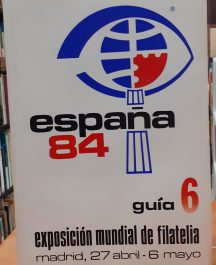 ®
españa
84
guía 6
exposición mundial de filatelia
madrid, 27 abril - 6 mayo